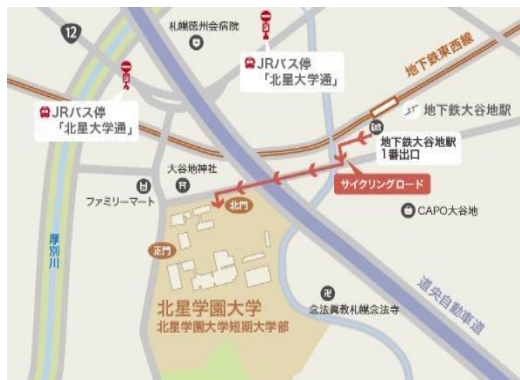 12
札幌徳州会病院
JRバス停
「北星大学通」
JRバス停
「北星大学通」
地下鉄東西線
ST 地下鉄大谷地駅
地下鉄大谷地駅
1番出口
大谷地神社
サイクリングロード
ファミリーマート
北門
CAPO大谷地
正門
厚別川
北星学園大学
北星学園大学短期大学部
念法眞教札幌念法寺
道央自動車道